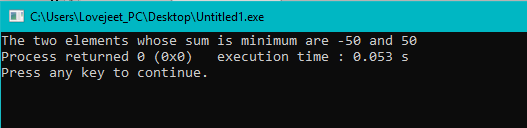 C:\Users\Lovejeet_PC\Desktop\Untitled1.exe
The two elements whose sum is minimum are -50 and 50
Process returned 0 (0x0)   execution time : 0.053 s
Press any key to continue.